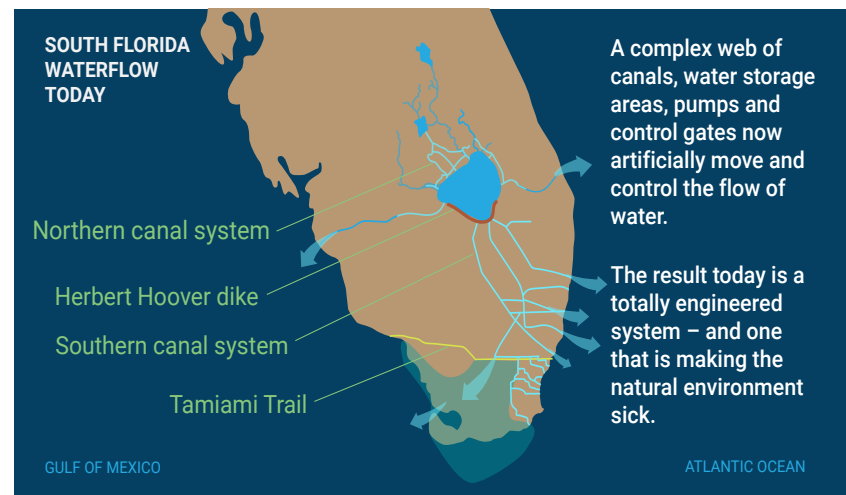 SOUTH FLORIDA
WATERFLOW
TODAY
A complex web of
canals, water storage
areas, pumps and
control gates now
artificially move and
control the flow of
water.
The result today is a
totally engineered
system – and one
that is making the
natural environment
sick.
Northern canal system
Herbert Hoover dike
Southern canal system
Tamiami Trail
GULF OF MEXICO
ATLANTIC OCEAN